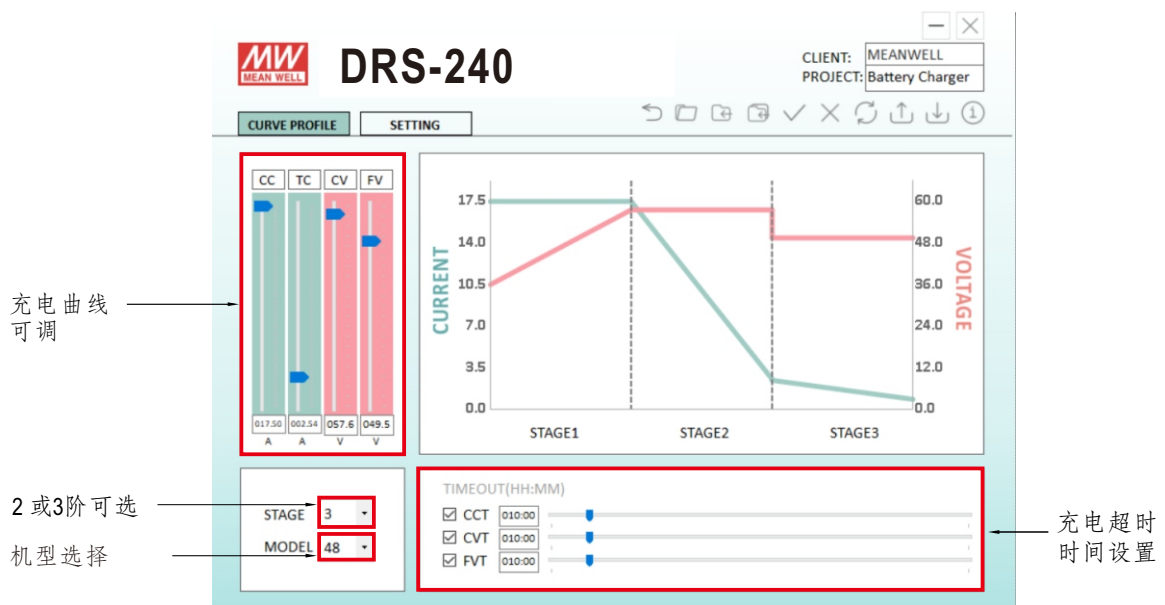 MW
MEAN WELL
DRS-240
CLIENT: MEANWELL
PROJECT: Battery Charger
CURVE PROFILE
SETTING
CC TC CV FV
017.50 002.54 057.6 049.5
A A V V
充电曲线
可调
CURRENT
17.5
14.0
10.5
7.0
3.5
0.0
60.0
48.0
36.0
24.0
12.0
0.0
VOLTAGE
STAGE1 STAGE2 STAGE3
2 或3阶可选
机型选择
STAGE 3
MODEL 48
TIMEOUT(HH:MM)
CCT 010:00
CVT 010:00
FVT 010:00
充电超时
时间设置